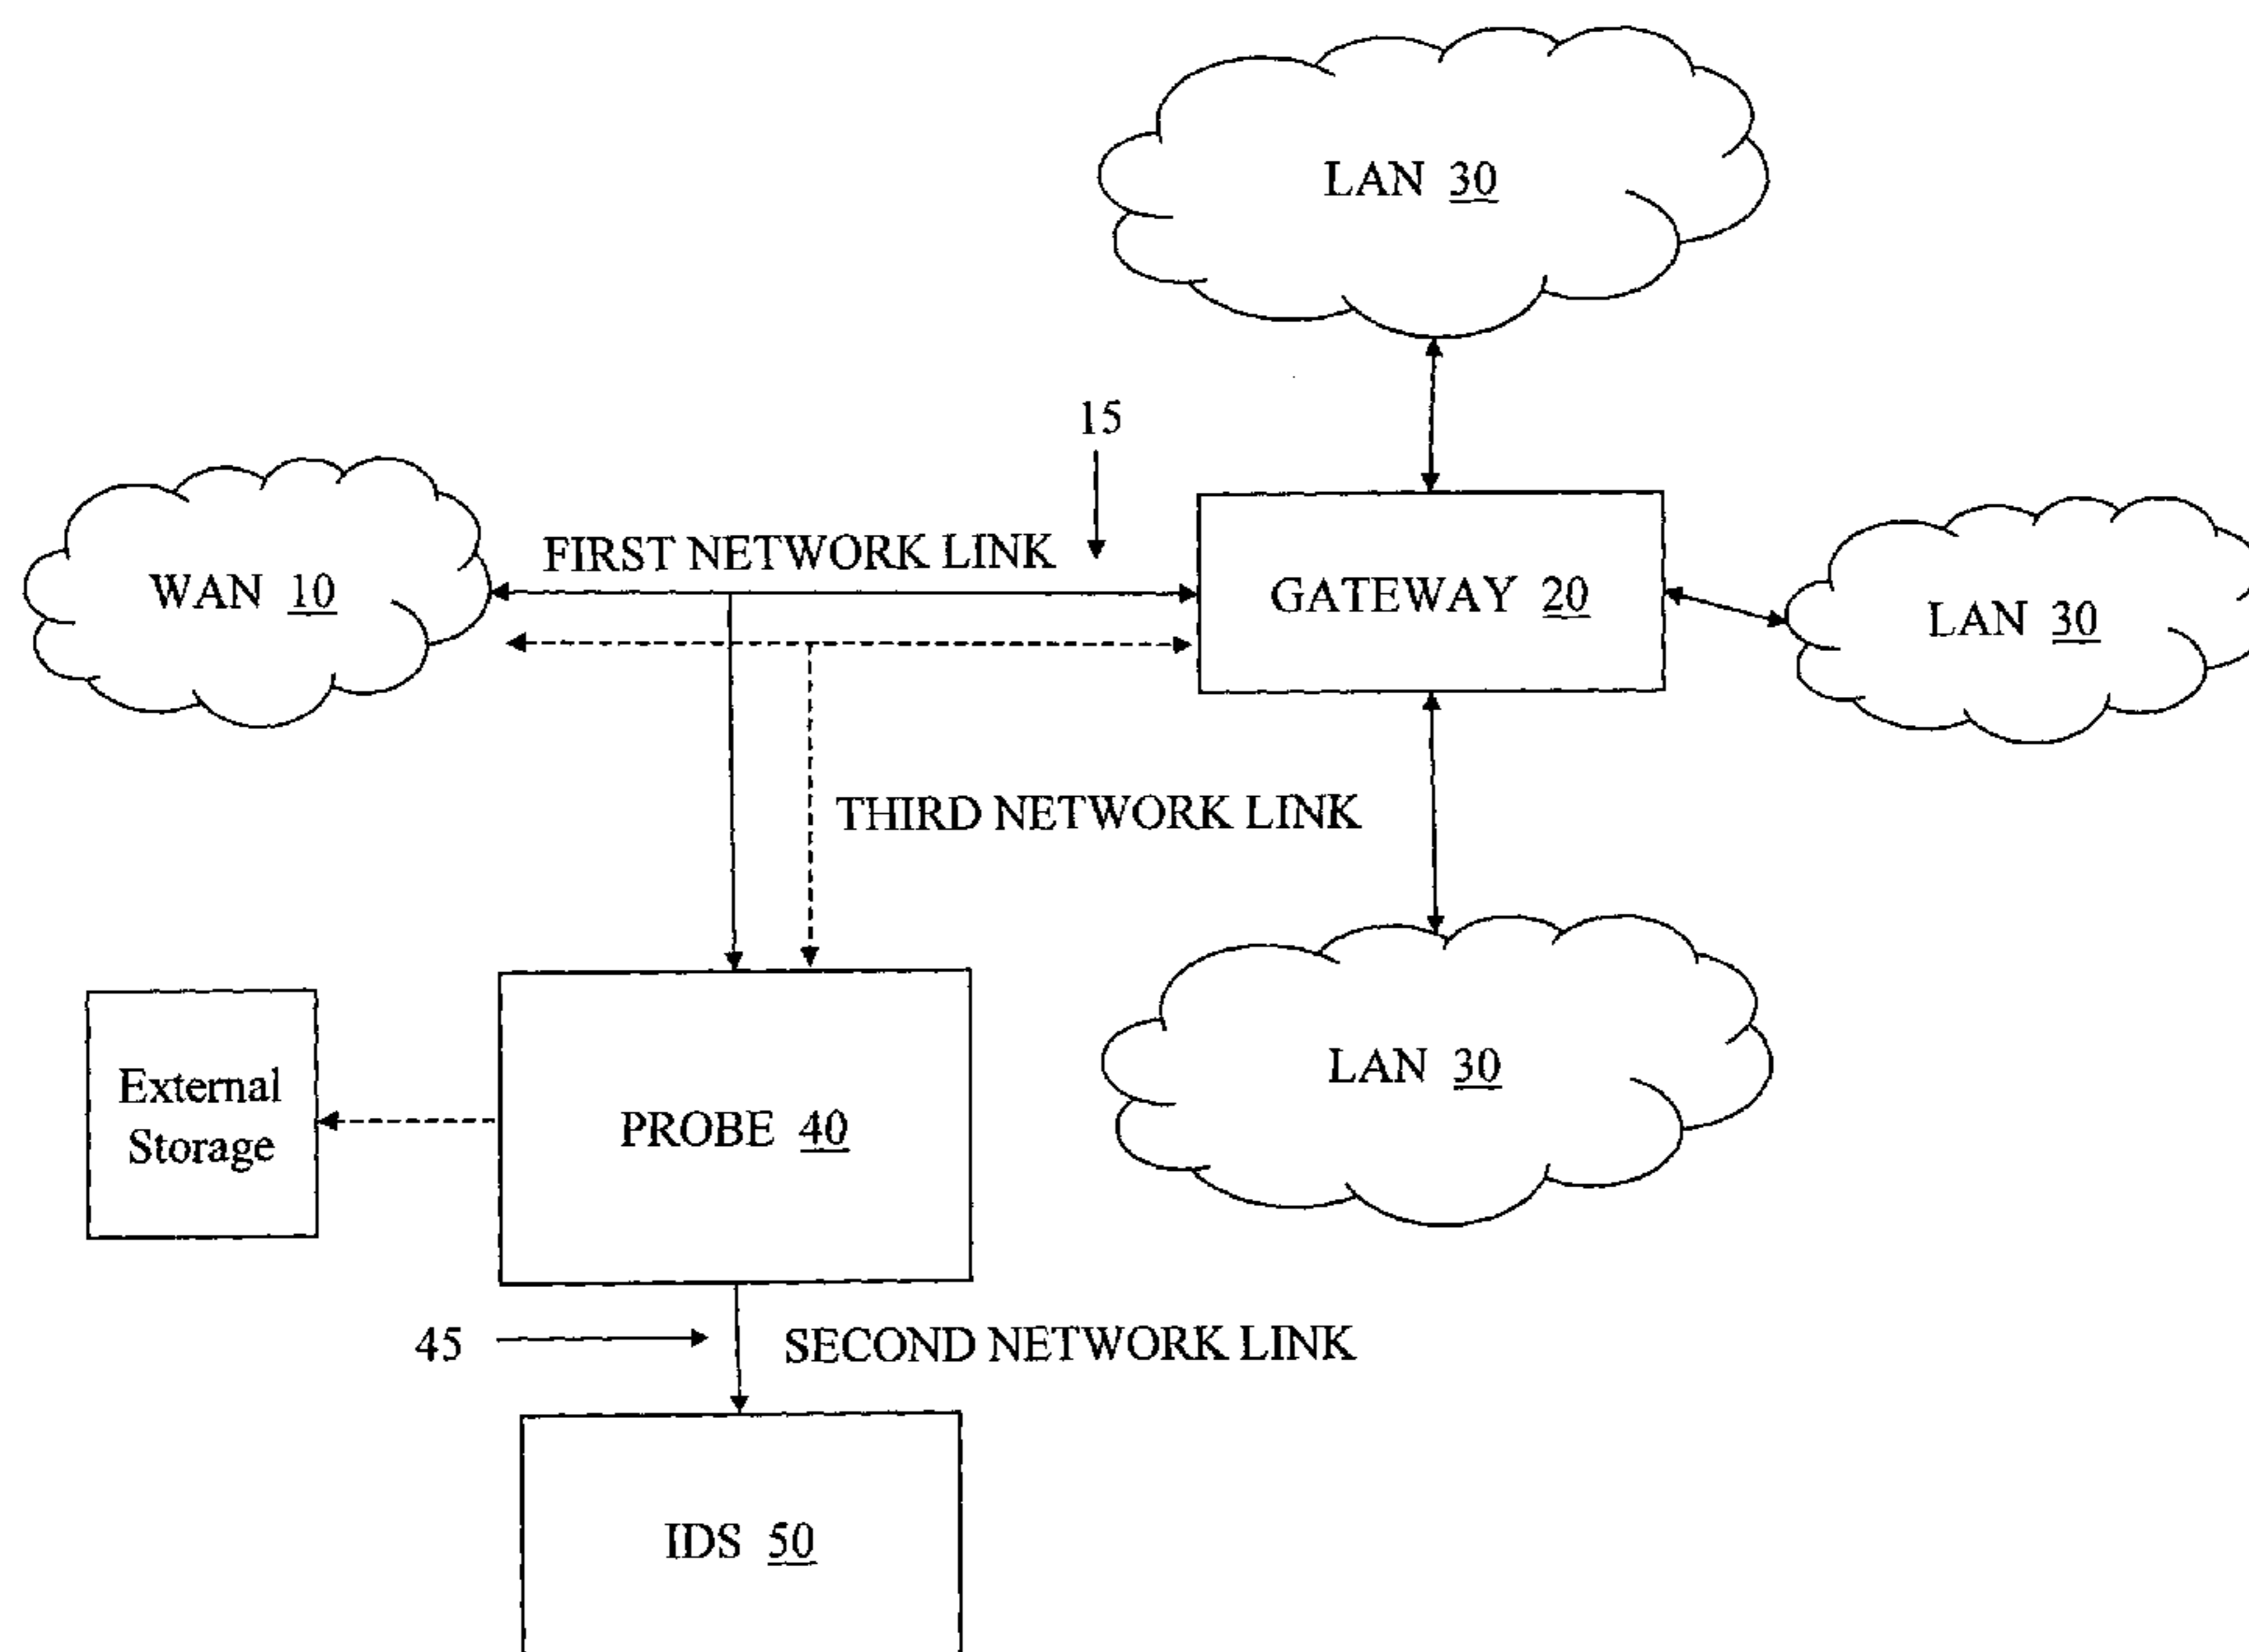 LAN 30
15
FIRST NETWORK LINK
WAN 10
GATEWAY 20
LAN 30
THIRD NETWORK LINK
External
Storage
PROBE 40
LAN 30
45
SECOND NETWORK LINK
IDS 50